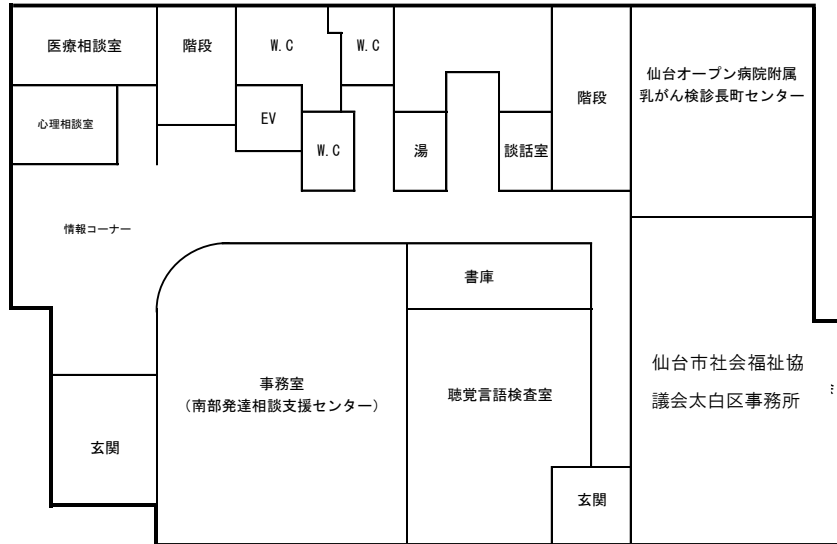 医療相談室
階段
W.C
W.C
仙台オープン病院附属
乳がん検診長町センター
階段
心理相談室
EV
W.C
湯
談話室
情報コーナー
書庫
事務室
(南部発達相談支援センター)
聴覚言語検査室
仙台市社会福祉協
議会太白区事務所
玄関
玄関